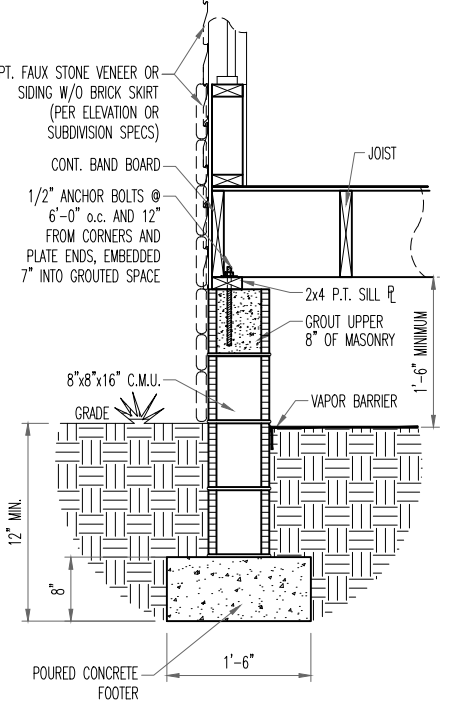 PT. FAUX STONE VENEER OR
SIDING W/O BRICK SKIRT
(PER ELEVATION OR
SUBDIVISION SPECS)
CONT. BAND BOARD
1/2" ANCHOR BOLTS @
6'-0" o.c. AND 12"
FROM CORNERS AND
PLATE ENDS, EMBEDDED
7" INTO GROUTED SPACE
JOIST
2x4 P.T. SILL PL
GROUT UPPER
8" OF MASONRY
1'-6" MINIMUM
8"x8"x16" C.M.U.
GRADE
VAPOR BARRIER
12" MIN.
8"
1'-6"
POURED CONCRETE
FOOTER